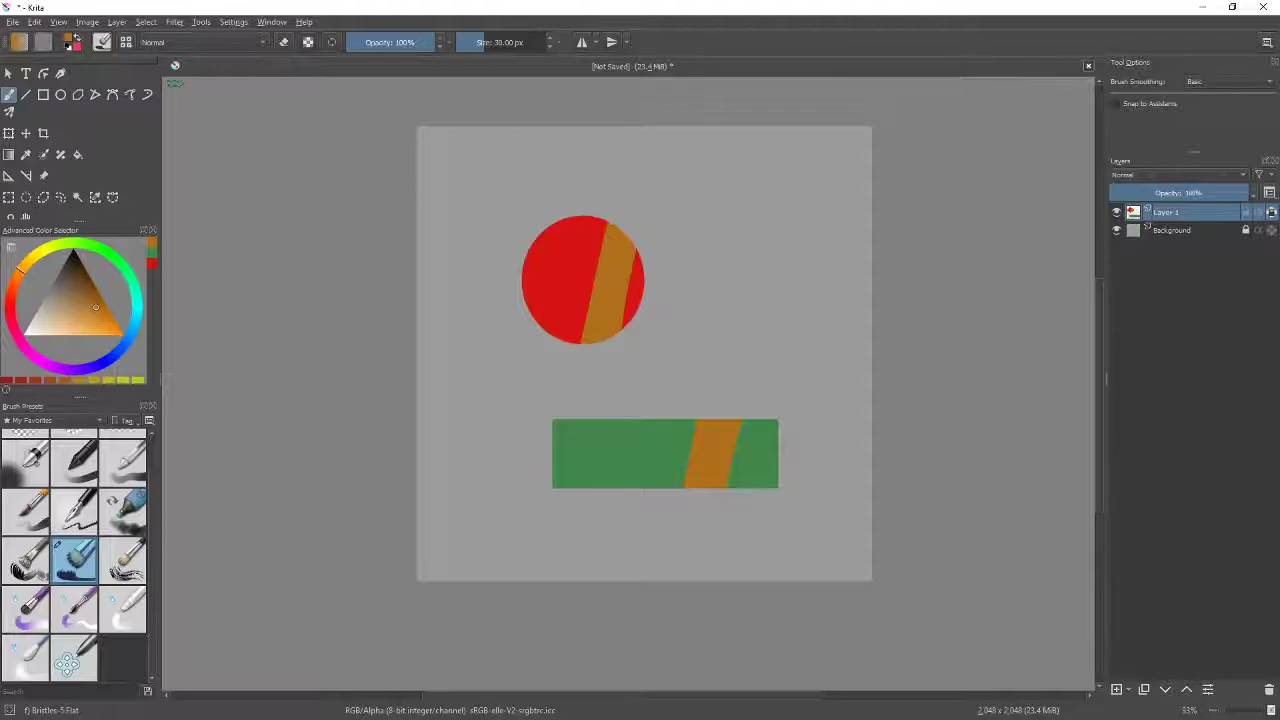 * - Krita
File Edit View Image Layer Select Filter Tools Settings Window Help
Normal Opacity: 100% Size: 30.00 px
[Not Saved] (23.4 MiB) *
Tool Options
Brush Smoothing: Basic
Snap to Assistants
Layers
Normal
Opacity: 100%
Layer 1
Background
Advanced Color Selector
Brush Presets
★ My Favorites Tag
Search
f) Bristles-5 Flat RGB/Alpha (8-bit integer/channel) sRGB-elle-V2-srgbtrc.icc 2,048 x 2,048 (23.4 MiB) 33%